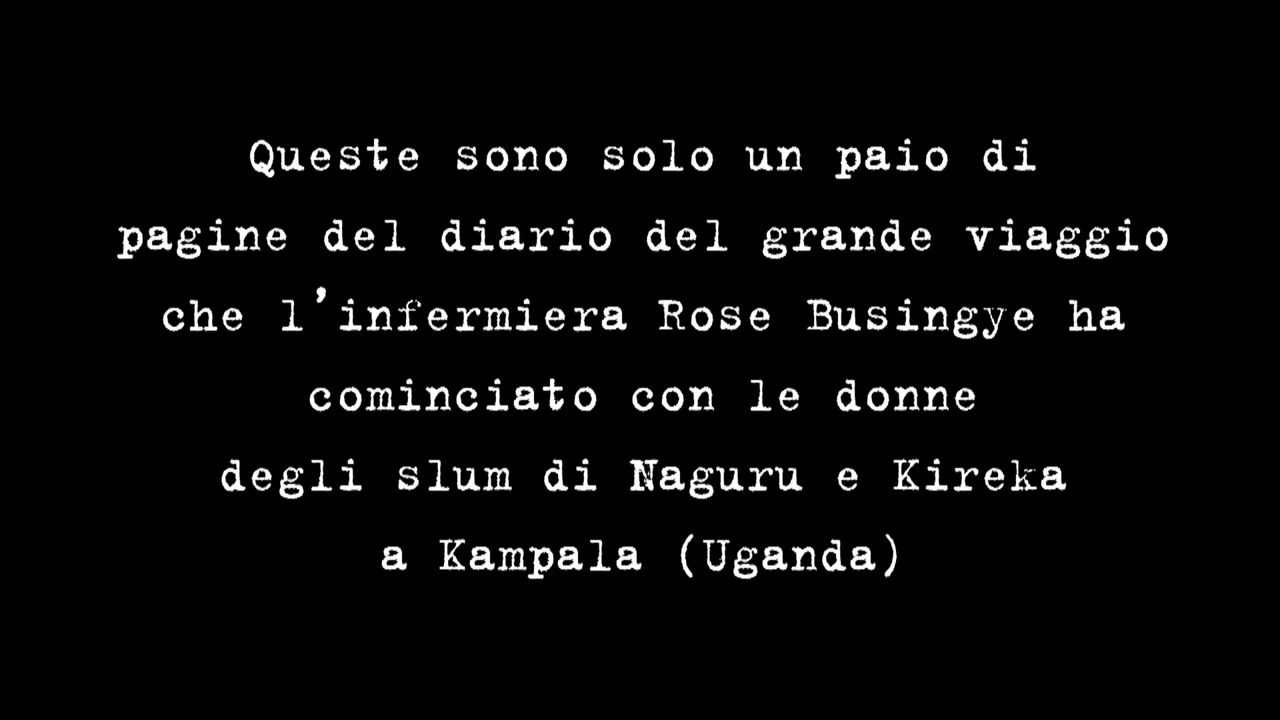 Queste sono solo un paio di
pagine del diario del grande viaggio
che l'infermiera Rose Busingye ha
cominciato con le donne
degli slum di Naguru e Kireka
a Kampala (Uganda)